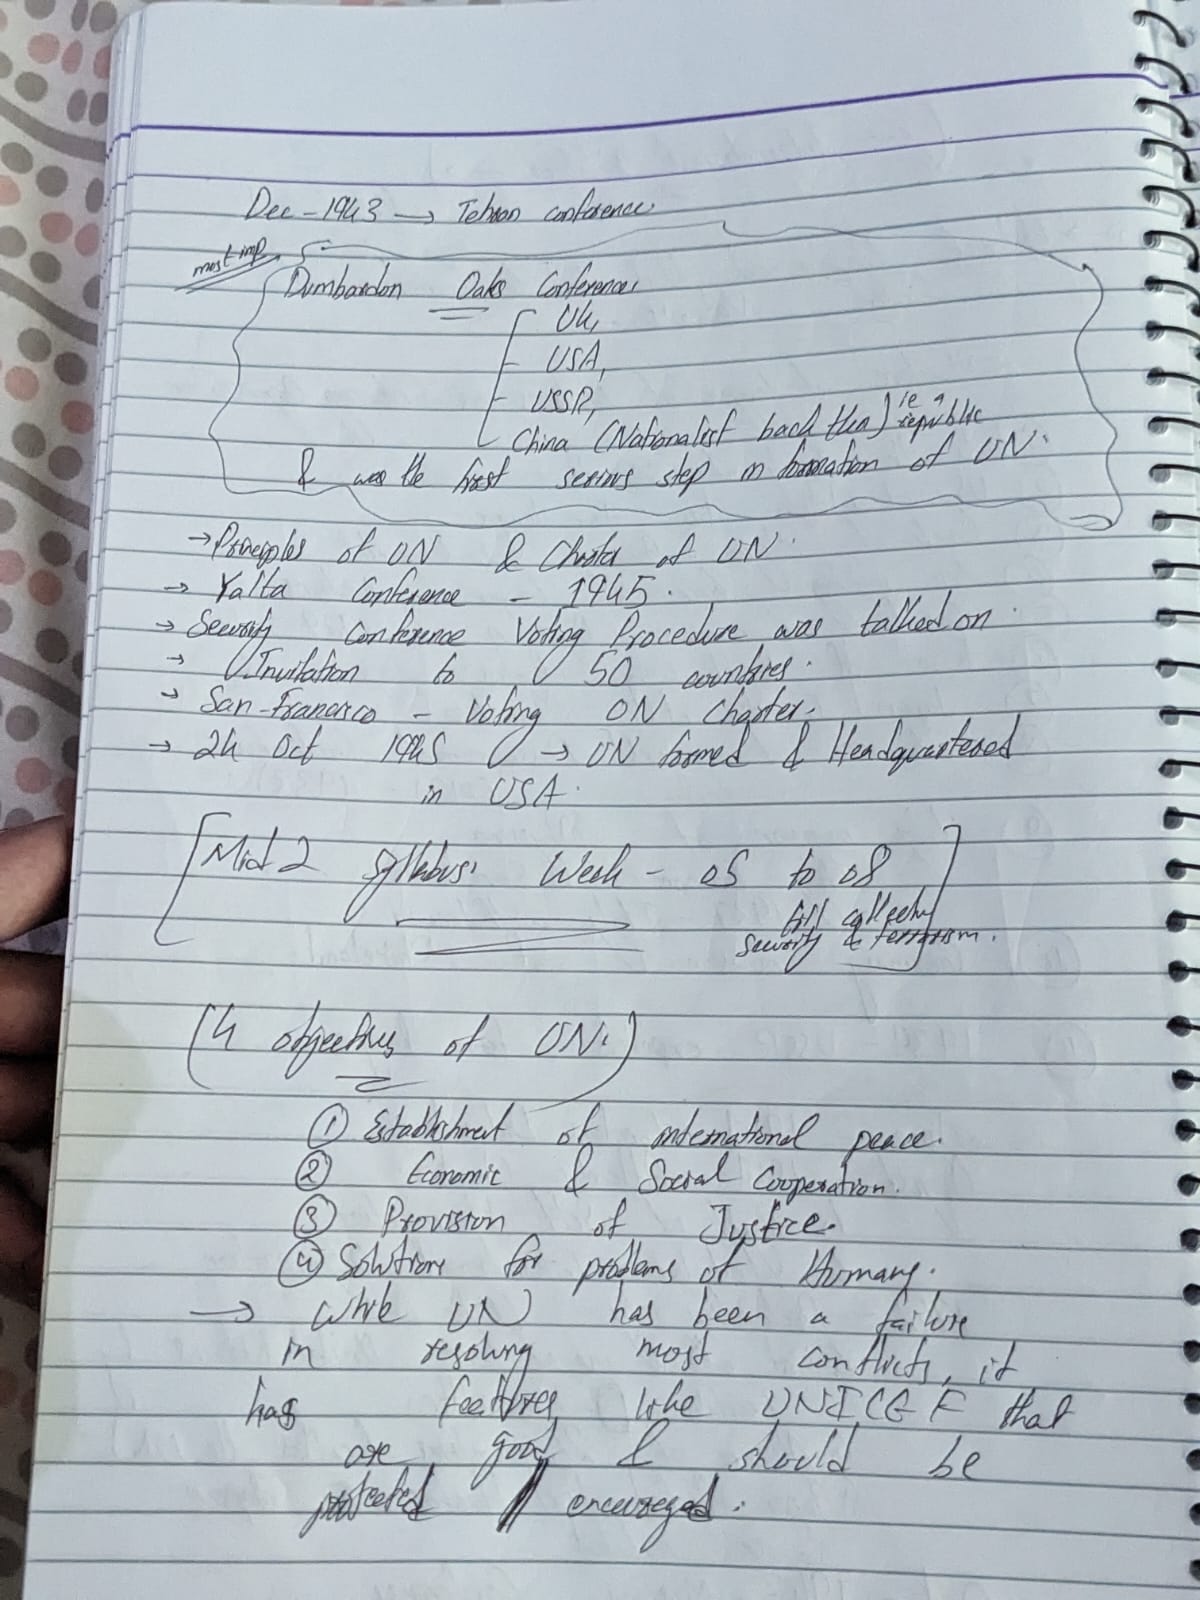 Dec - 1943 → Tehran conference.
most imp
Dumbardon Oaks Conference,
UK,
USA,
USSR,
China (Nationalist back then) ie a republic
& was the first serious step in formation of UN.
→ Principles of UN & Charter of UN.
→ Yalta Conference - 1945.
→ Security Conference Voting Procedure was talked on.
→ Invitation to 50 countries.
→ San-Francisco - Voting UN Charter.
→ 24 Oct 1945 → UN formed & Headquartered
in USA.
[Mid 2 Syllabus: Week - 05 to 08
till collective
security & terrorism.]
(4 objectives of UN.)
① Establishment of international peace.
② Economic & Social Cooperation.
③ Provision of Justice.
④ Solutions for problems of Humans.
→ While UN has been a failure
in resolving most conflicts, it
has features like UNICEF that
are good & should be
protected encouraged.